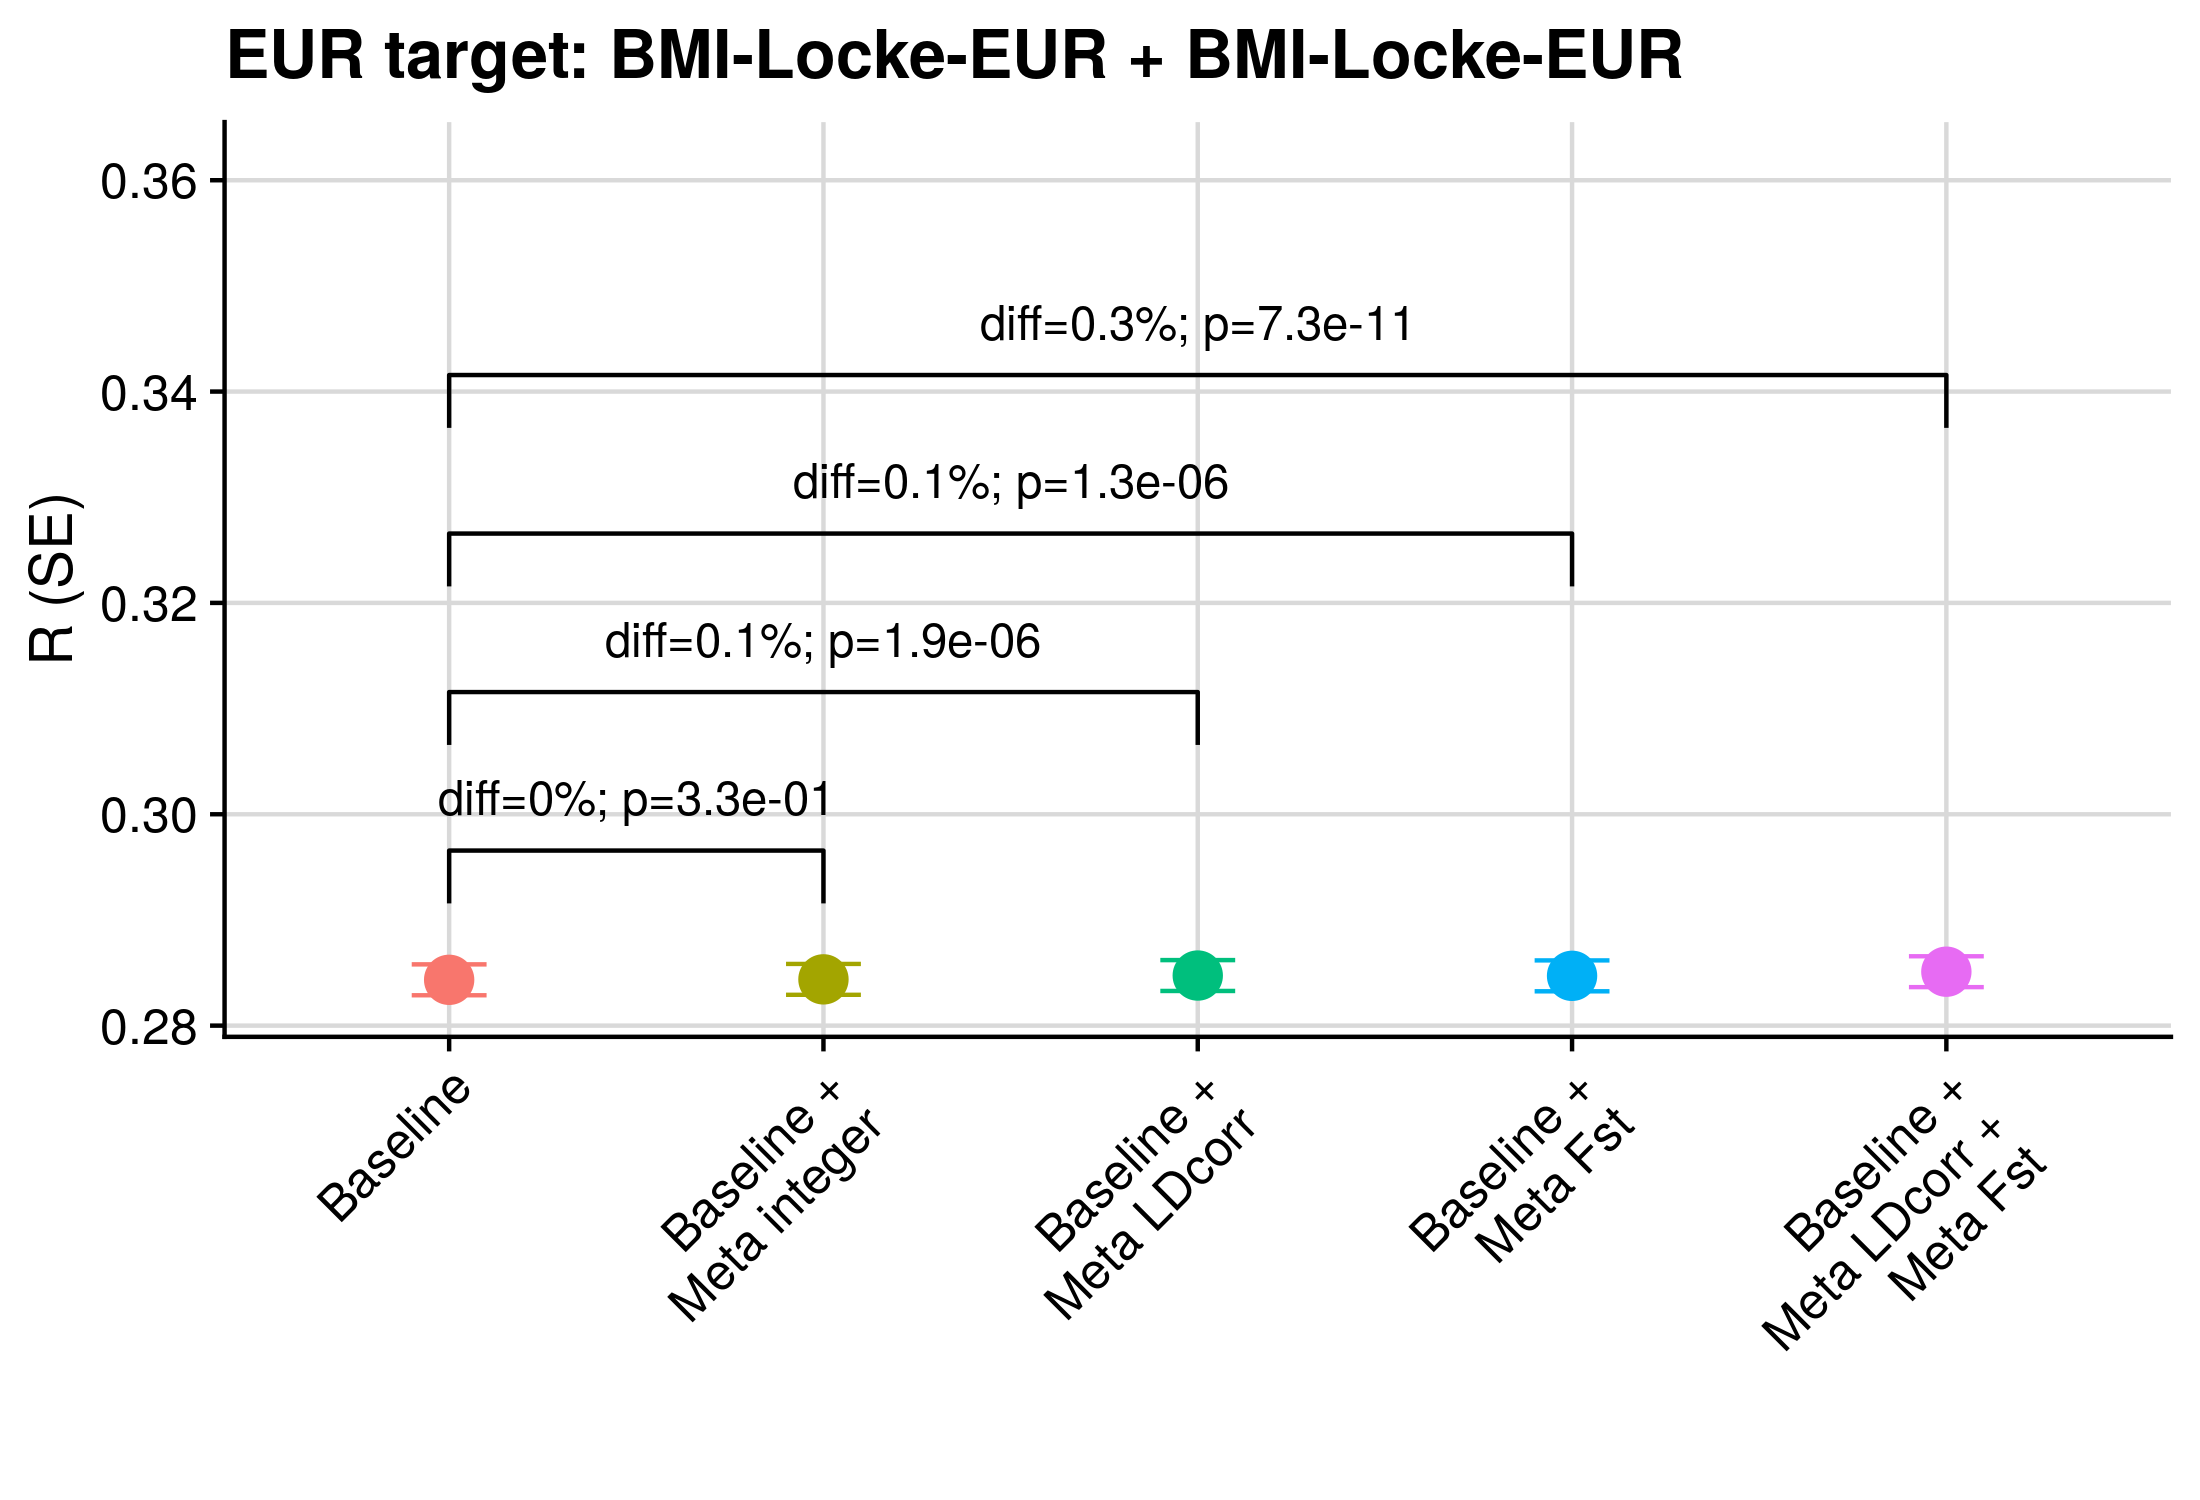 EUR target: BMI-Locke-EUR + BMI-Locke-EUR
R (SE)
0.36
0.34
0.32
0.30
0.28
diff=0.3%; p=7.3e-11
diff=0.1%; p=1.3e-06
diff=0.1%; p=1.9e-06
diff=0%; p=3.3e-01
Baseline
Baseline +
Meta integer
Baseline +
Meta LDcorr
Baseline +
Meta Fst
Baseline +
Meta LDcorr +
Meta Fst